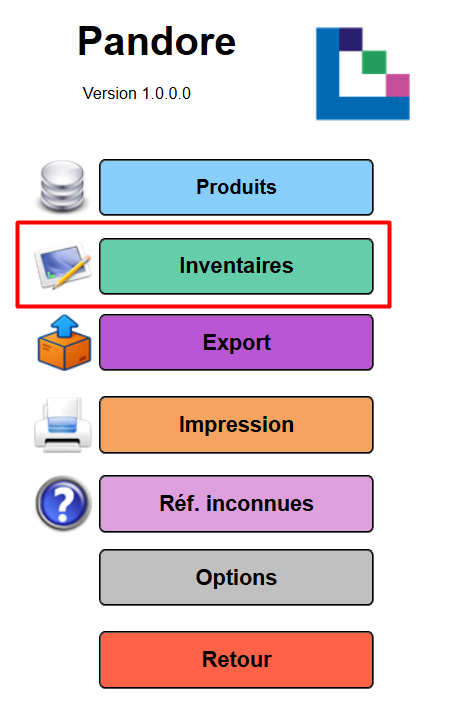 Pandore
Version 1.0.0.0
Produits
Inventaires
Export
Impression
Réf. inconnues
Options
Retour